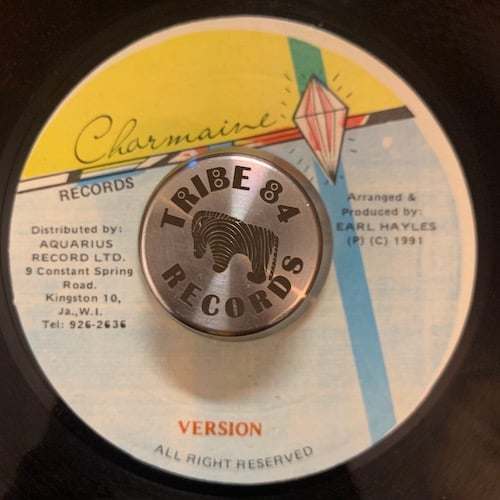 Charmaine
RECORDS
Distributed by:
AQUARIUS
RECORD LTD.
9 Constant Spring
Road.
Kingston 10,
Ja.,W.I.
Tel: 926-2636
TRIBE 84
RECORDS
Arranged &
Produced by:
EARL HAYLES
(P) (C) 1991
VERSION
ALL RIGHT RESERVED